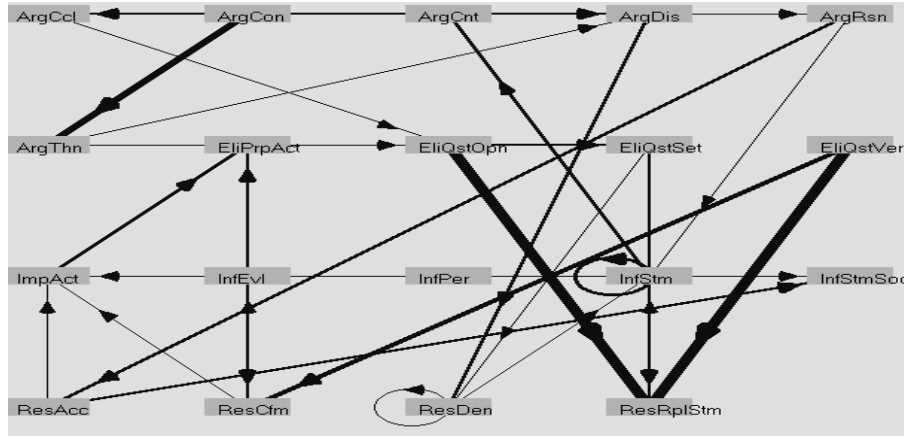 ArgCcl ArgCon ArgCnt ArgDis ArgRsn
ArgThn EliPrpAct EliQstOpn EliQstSet EliQstVer
ImpAct InfEvl InfPer InfStm InfStmSoc
ResAcc ResCfm ResDen ResRplStm